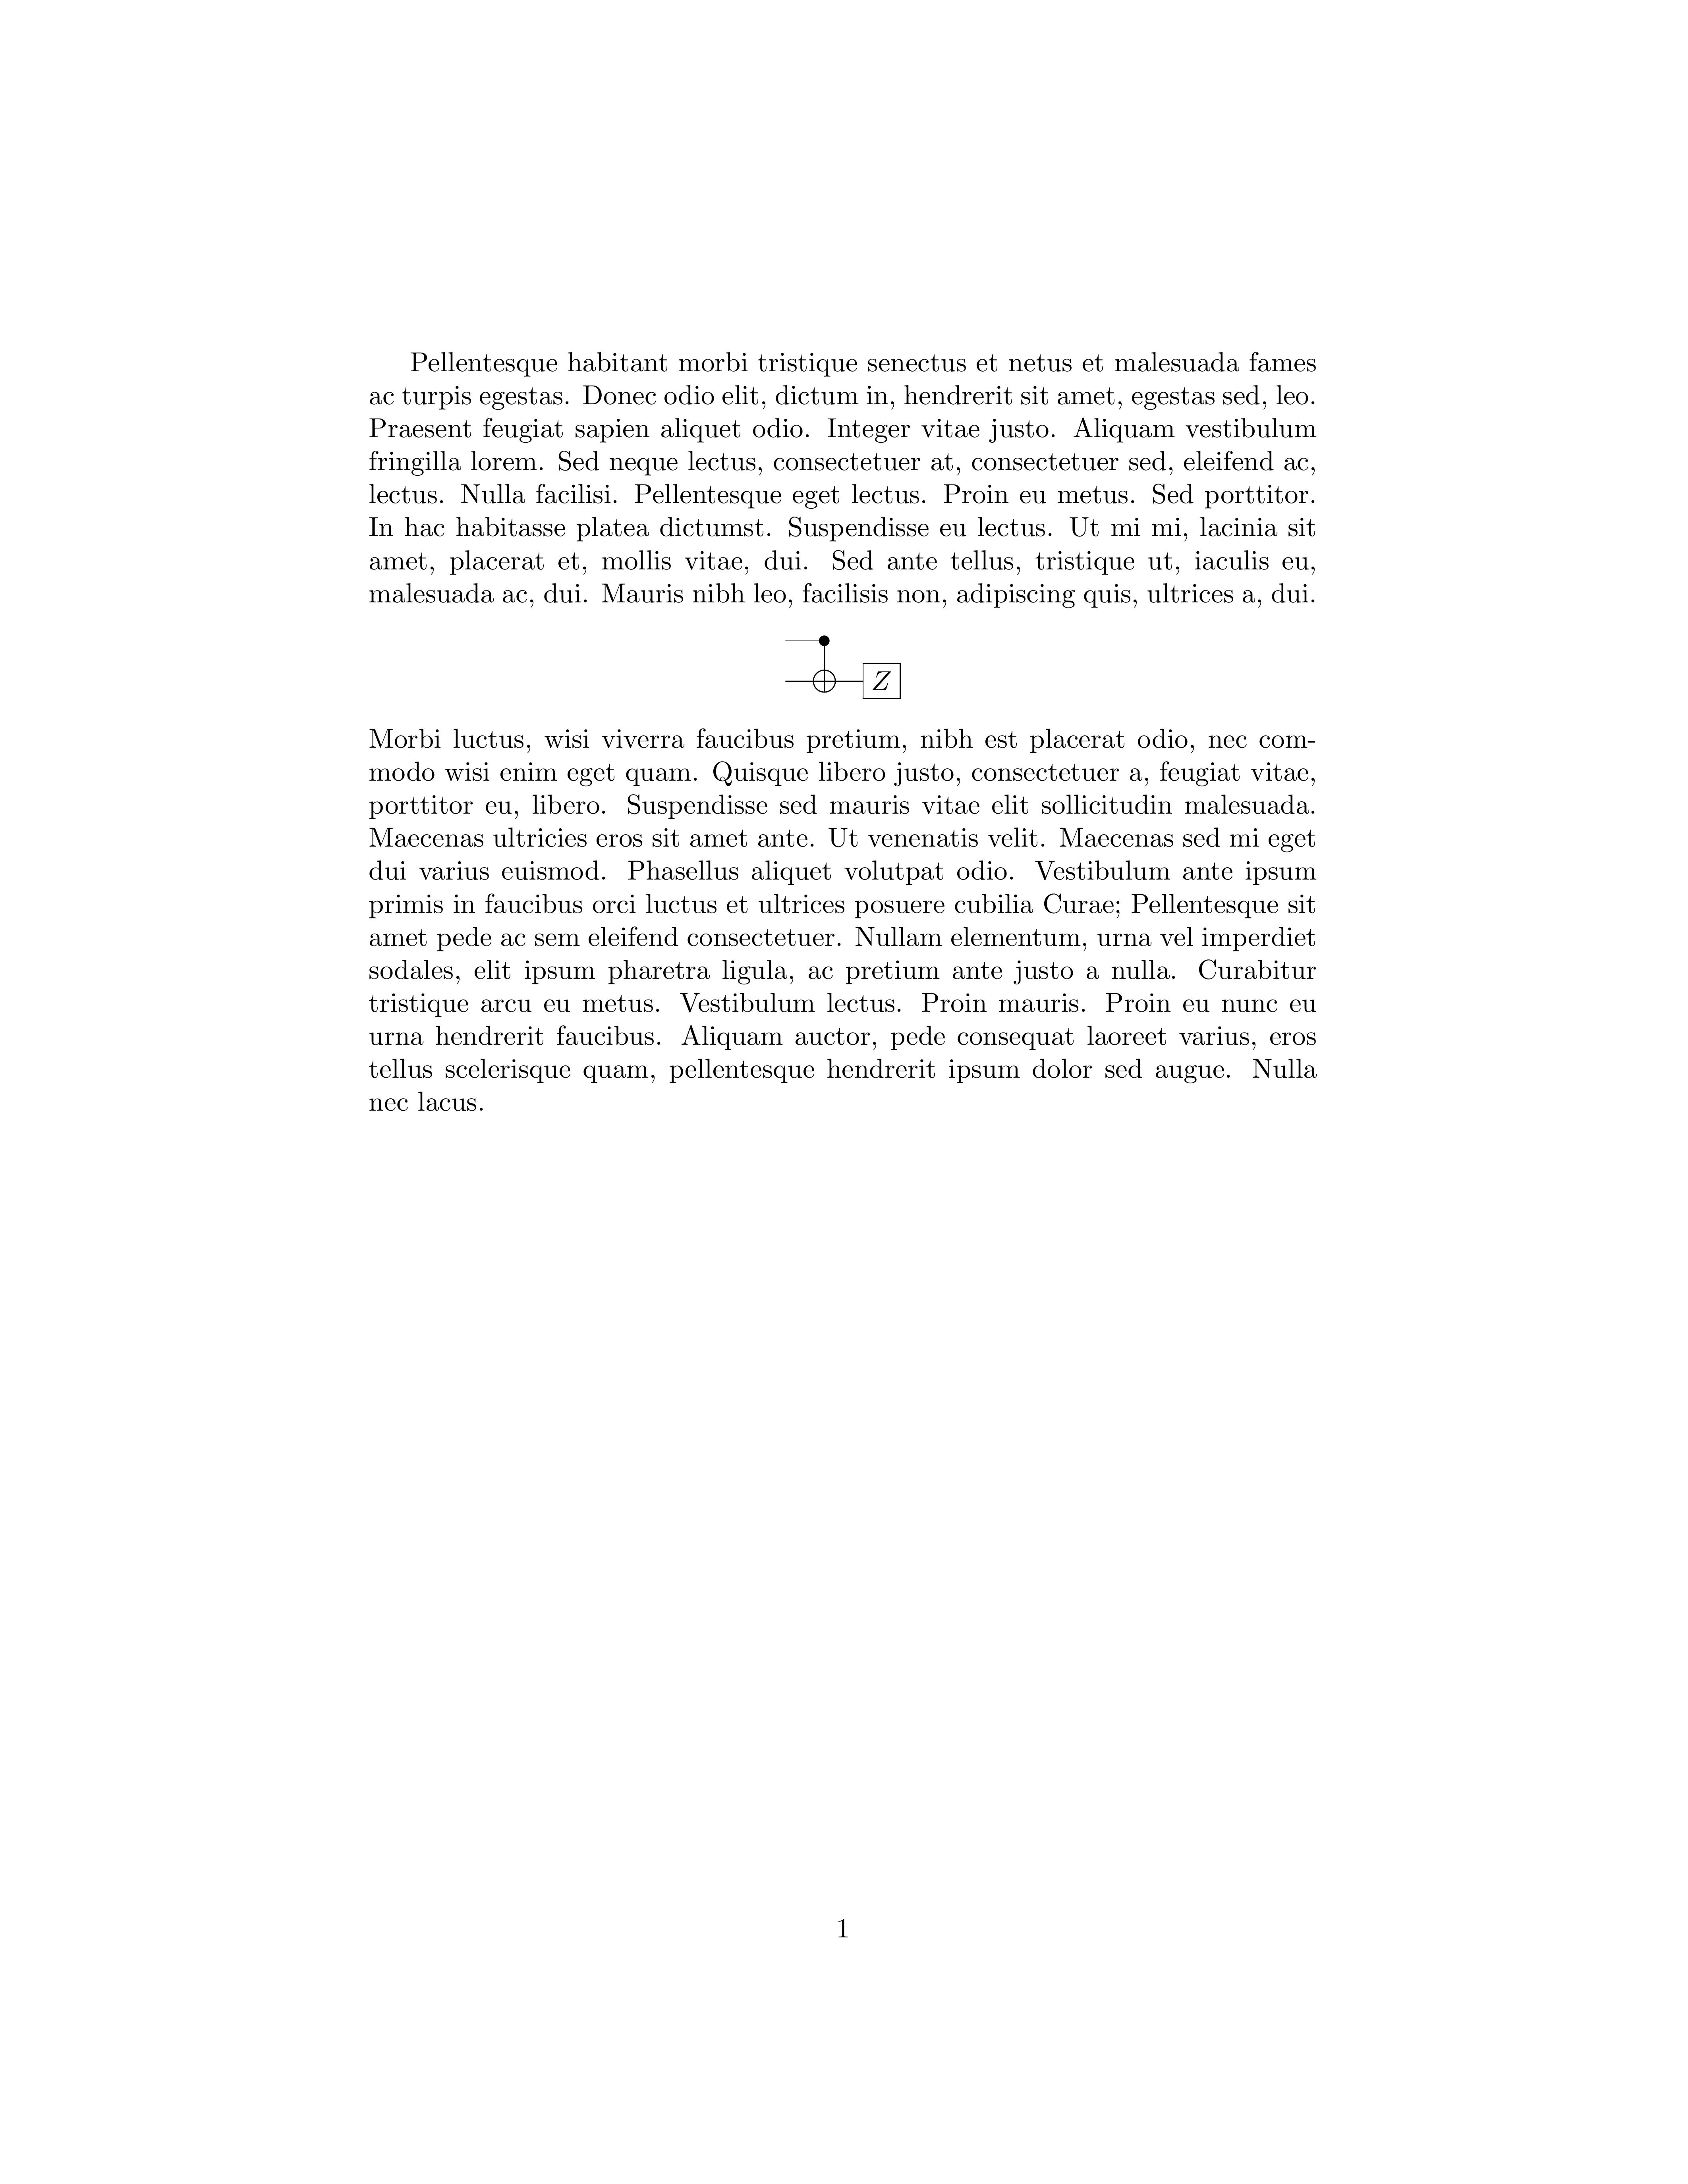 Pellentesque habitant morbi tristique senectus et netus et malesuada fames
ac turpis egestas. Donec odio elit, dictum in, hendrerit sit amet, egestas sed, leo.
Praesent feugiat sapien aliquet odio. Integer vitae justo. Aliquam vestibulum
fringilla lorem. Sed neque lectus, consectetuer at, consectetuer sed, eleifend ac,
lectus. Nulla facilisi. Pellentesque eget lectus. Proin eu metus. Sed porttitor.
In hac habitasse platea dictumst. Suspendisse eu lectus. Ut mi mi, lacinia sit
amet, placerat et, mollis vitae, dui. Sed ante tellus, tristique ut, iaculis eu,
malesuada ac, dui. Mauris nibh leo, facilisis non, adipiscing quis, ultrices a, dui.
Z
Morbi luctus, wisi viverra faucibus pretium, nibh est placerat odio, nec com-
modo wisi enim eget quam. Quisque libero justo, consectetuer a, feugiat vitae,
porttitor eu, libero. Suspendisse sed mauris vitae elit sollicitudin malesuada.
Maecenas ultricies eros sit amet ante. Ut venenatis velit. Maecenas sed mi eget
dui varius euismod. Phasellus aliquet volutpat odio. Vestibulum ante ipsum
primis in faucibus orci luctus et ultrices posuere cubilia Curae; Pellentesque sit
amet pede ac sem eleifend consectetuer. Nullam elementum, urna vel imperdiet
sodales, elit ipsum pharetra ligula, ac pretium ante justo a nulla. Curabitur
tristique arcu eu metus. Vestibulum lectus. Proin mauris. Proin eu nunc eu
urna hendrerit faucibus. Aliquam auctor, pede consequat laoreet varius, eros
tellus scelerisque quam, pellentesque hendrerit ipsum dolor sed augue. Nulla
nec lacus.
1